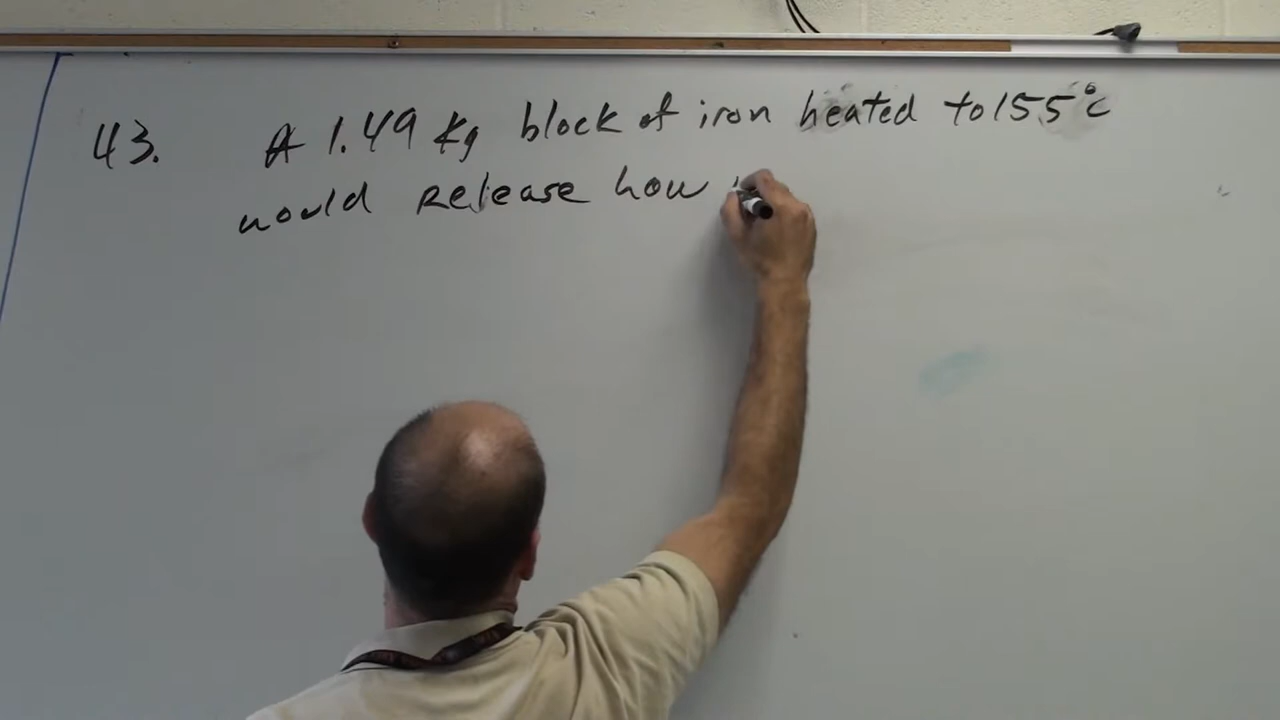 43. A 1.49 kg block of iron heated to 155°C
would release how